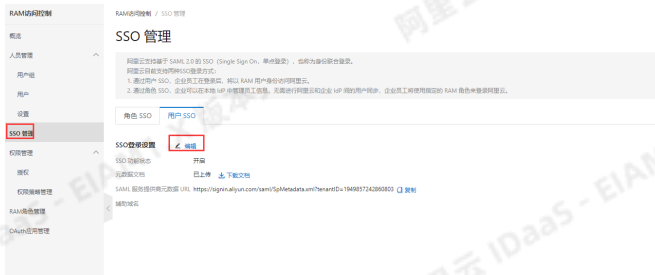 RAM访问控制
概览
人员管理
用户组
用户
设置
SSO 管理
权限管理
授权
权限策略管理
RAM角色管理
OAuth应用管理
RAM访问控制 / SSO 管理
SSO 管理
阿里云支持基于 SAML 2.0 的 SSO（Single Sign On，单点登录），也称为身份联合登录。
阿里云目前支持两种SSO登录方式：
1. 通过用户 SSO，企业员工在登录后，将以 RAM 用户身份访问阿里云。
2. 通过角色 SSO，企业可以在本地 IdP 中管理员工信息，无需进行阿里云和企业 IdP 间的用户同步，企业员工将使用指定的 RAM 角色来登录阿里云。
角色 SSO 用户 SSO
SSO登录设置 编辑
SSO 功能状态 开启
元数据文档 已上传 下载文档
SAML 服务提供商元数据 URL https://signin.aliyun.com/saml/SpMetadata.xml?tenantID=1949857242660803 复制
辅助域名